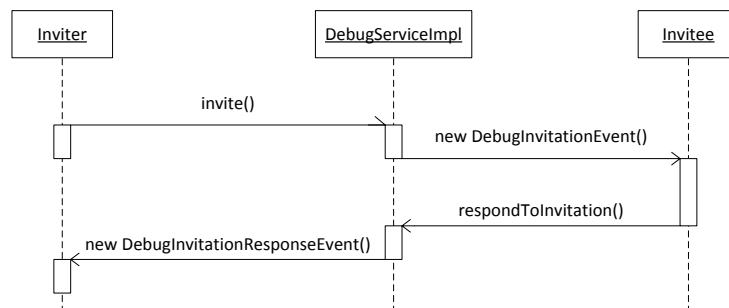 Inviter
DebugServiceImpl
Invitee
invite()
new DebugInvitationEvent()
respondToInvitation()
new DebugInvitationResponseEvent()